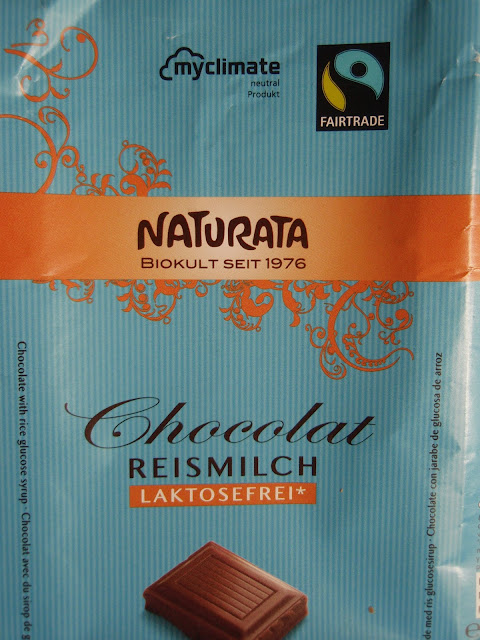 myclimate
neutral
Produkt
FAIRTRADE
NATURATA
BIOKULT SEIT 1976
Chocolat
REISMILCH
LAKTOSEFREI*
Chocolate with rice glucose syrup · Chocolat avec du sirop de g
de med ris glucosesirup · Chocolate con jarabe de glucosa de arroz
e